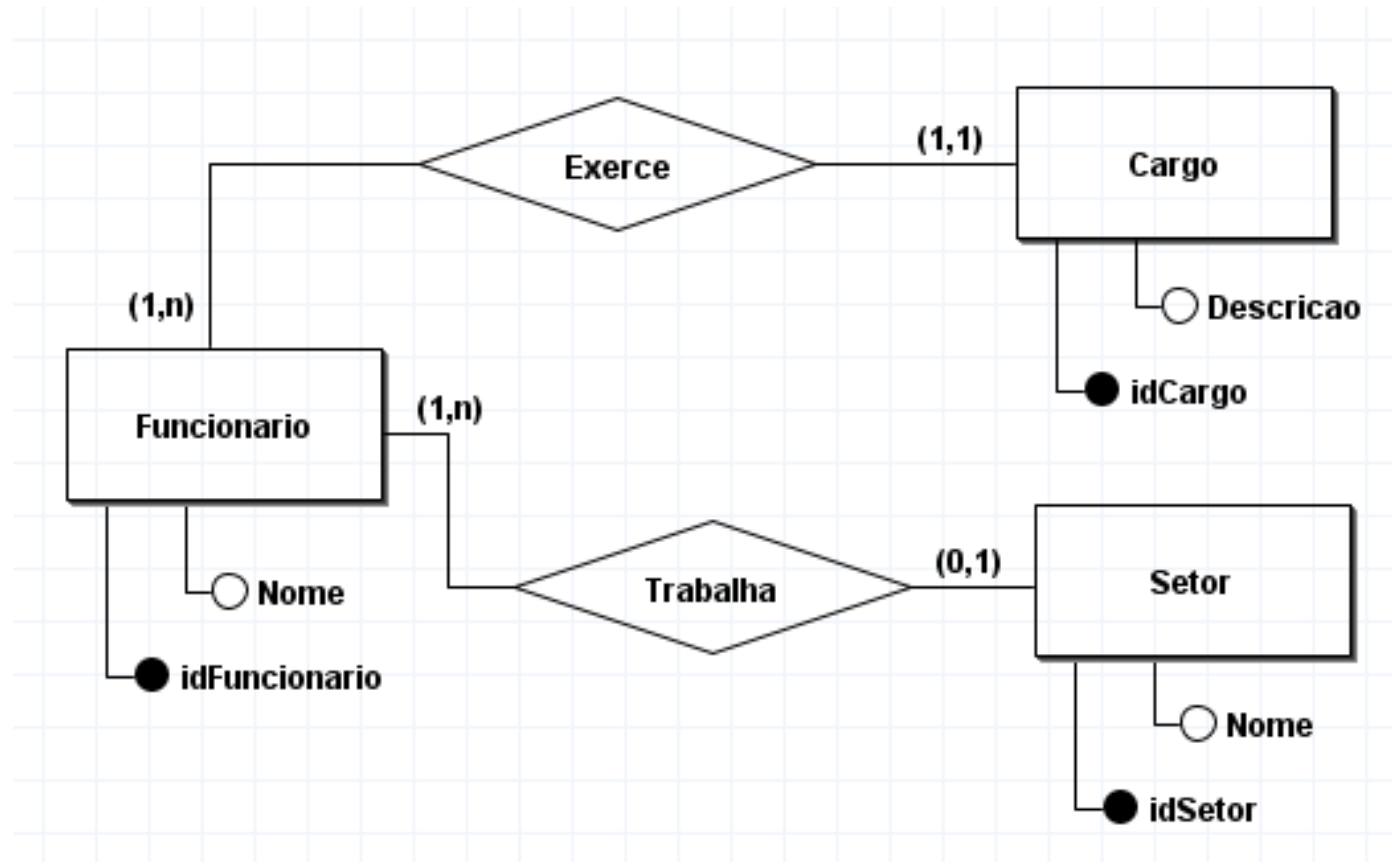 (1,1)
Cargo
Exerce
(1,n)
Descricao
idCargo
Funcionario
(1,n)
(0,1)
Setor
Trabalha
Nome
idFuncionario
Nome
idSetor